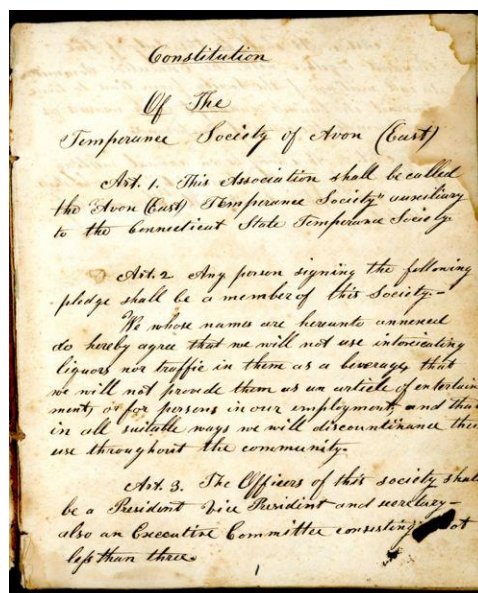 Constitution
Of The
Temperance Society of Avon (East)
Art. 1. This Association shall be called
the "Avon (East) Temperance Society" auxiliary
to the Connecticut State Temperance Society.
Art. 2 Any person signing the following
pledge shall be a member of this Society.-
We whose names are hereunto annexed
do hereby agree that we will not use intoxicating
liquors nor traffic in them as a beverage, that
we will not provide them as an article of entertain
ment, or for persons in our employment, and that
in all suitable ways we will discountinance their
use throughout the community.-
Art. 3. The Officers of this society shall
be a President Vice President and secretary-
also an Executive Committee consisting not
less than three.
1